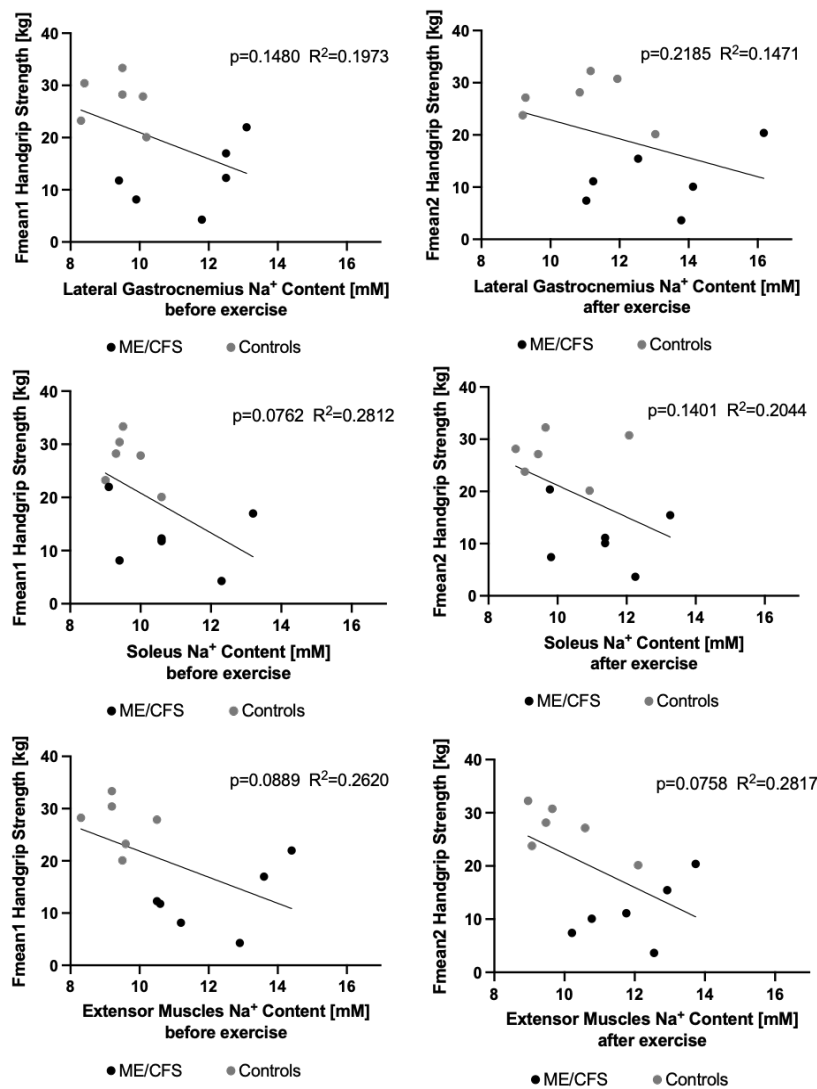 Fmean1 Handgrip Strength [kg]
40
30
20
10
0
p=0.1480 R²=0.1973
8 10 12 14 16
Lateral Gastrocnemius Na⁺ Content [mM]
before exercise
ME/CFS Controls
Fmean2 Handgrip Strength [kg]
40
30
20
10
0
p=0.2185 R²=0.1471
8 10 12 14 16
Lateral Gastrocnemius Na⁺ Content [mM]
after exercise
ME/CFS Controls
Fmean1 Handgrip Strength [kg]
40
30
20
10
0
p=0.0762 R²=0.2812
8 10 12 14 16
Soleus Na⁺ Content [mM]
before exercise
ME/CFS Controls
Fmean2 Handgrip Strength [kg]
40
30
20
10
0
p=0.1401 R²=0.2044
8 10 12 14 16
Soleus Na⁺ Content [mM]
after exercise
ME/CFS Controls
Fmean1 Handgrip Strength [kg]
40
30
20
10
0
p=0.0889 R²=0.2620
8 10 12 14 16
Extensor Muscles Na⁺ Content [mM]
before exercise
ME/CFS Controls
Fmean2 Handgrip Strength [kg]
40
30
20
10
0
p=0.0758 R²=0.2817
8 10 12 14 16
Extensor Muscles Na⁺ Content [mM]
after exercise
ME/CFS Controls